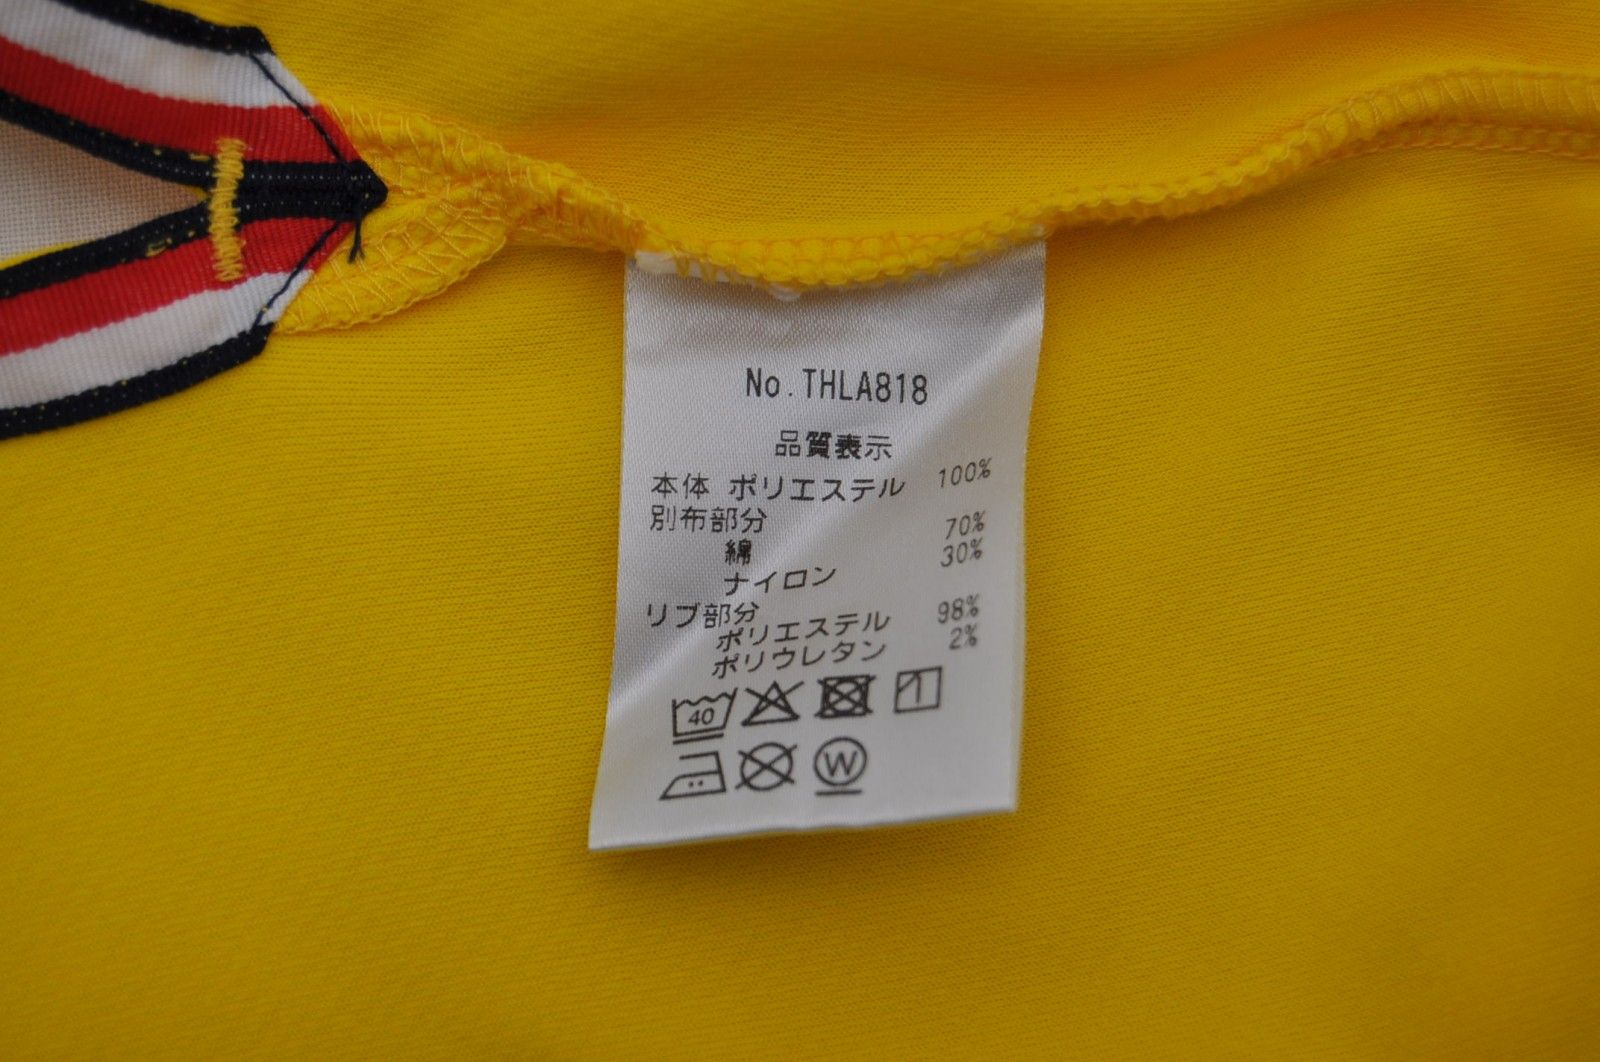 No.THLA818
品質表示
本体 ポリエステル 100%
別布部分
綿 70%
ナイロン 30%
リブ部分
ポリエステル 98%
ポリウレタン 2%
40
W